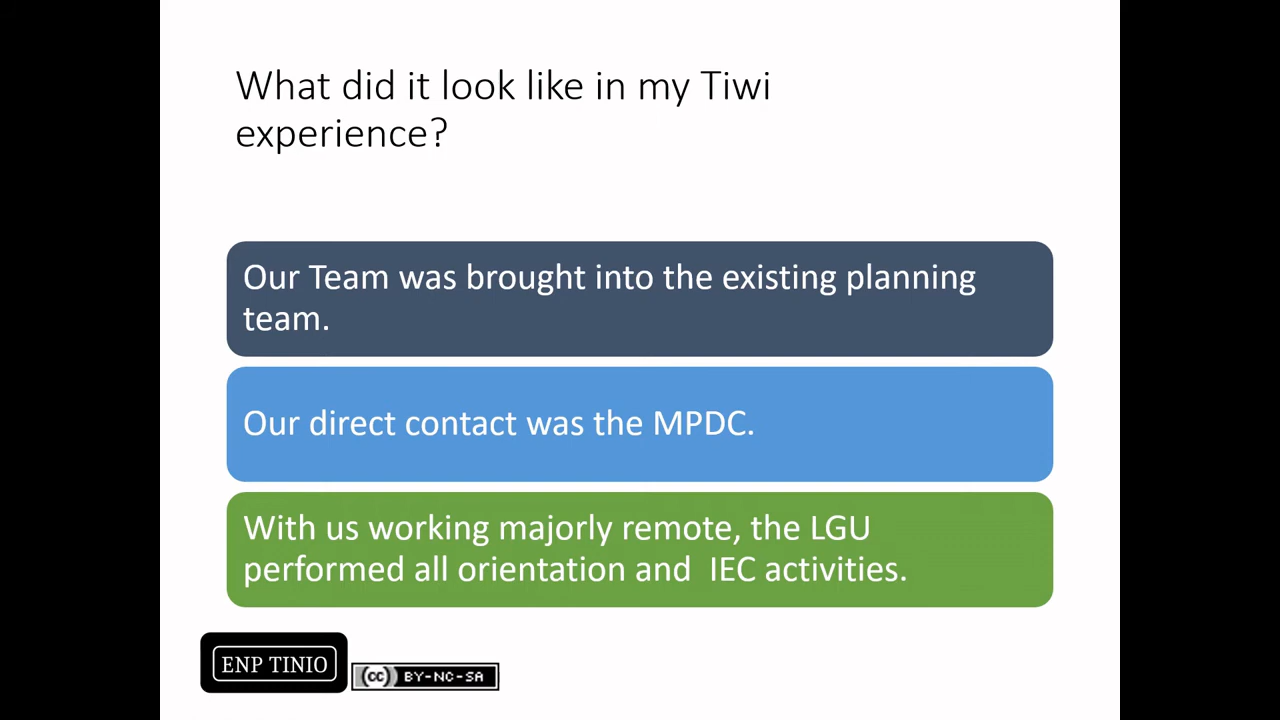 What did it look like in my Tiwi
experience?
Our Team was brought into the existing planning
team.
Our direct contact was the MPDC.
With us working majorly remote, the LGU
performed all orientation and  IEC activities.
ENP TINIO
cc BY-NC-SA